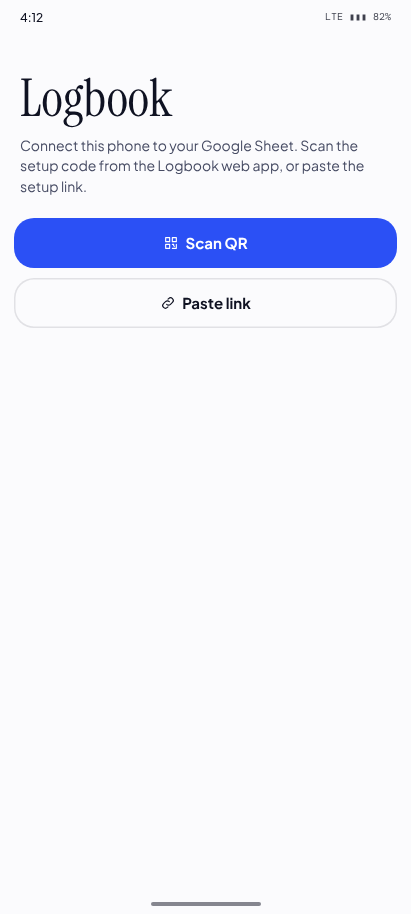 4:12
LTE 82%
Logbook
Connect this phone to your Google Sheet. Scan the
setup code from the Logbook web app, or paste the
setup link.
Scan QR
Paste link